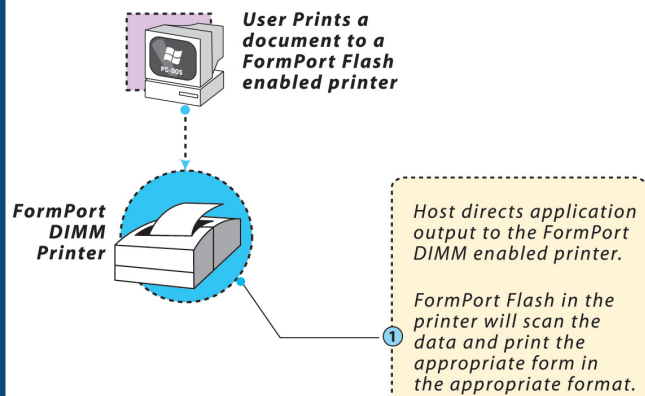 User Prints a
document to a
FormPort Flash
enabled printer
PC-DOS
FormPort
DIMM
Printer
Host directs application
output to the FormPort
DIMM enabled printer.
FormPort Flash in the
printer will scan the
data and print the
appropriate form in
the appropriate format.
1